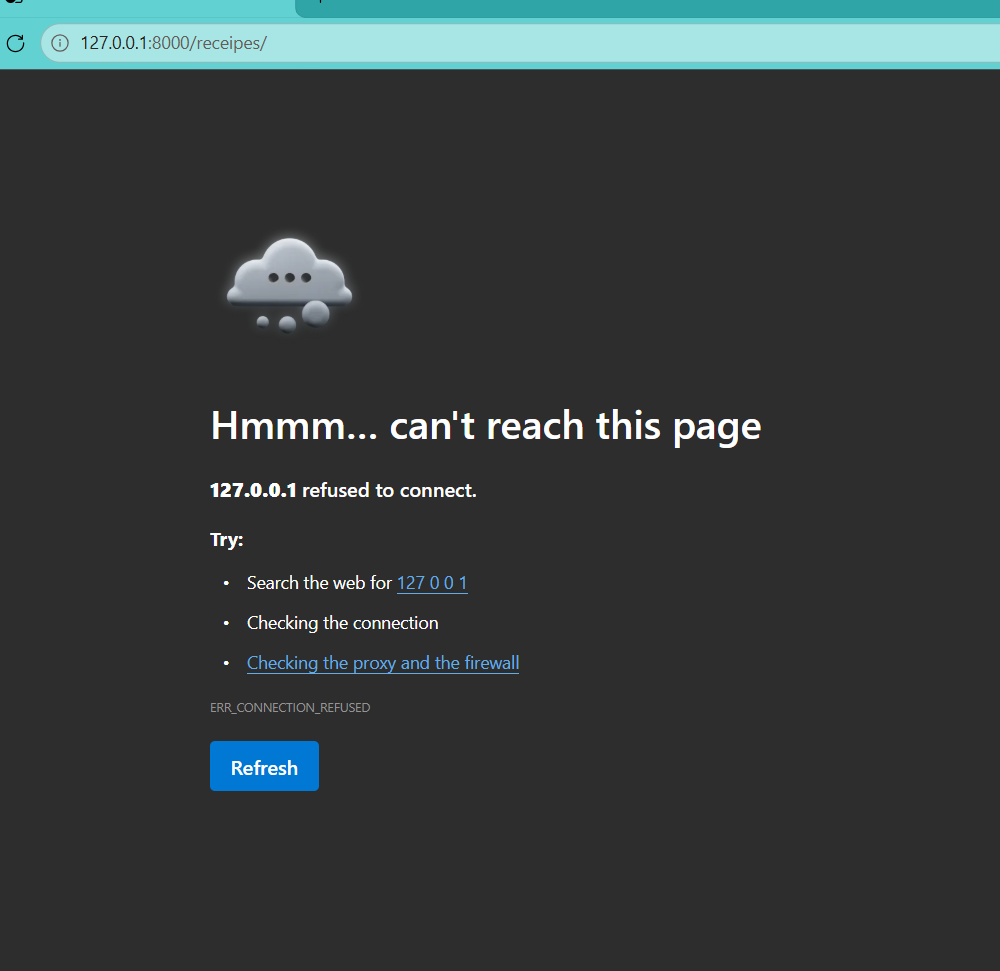 127.0.0.1:8000/receipes/
Hmmm... can't reach this page
127.0.0.1 refused to connect.
Try:
• Search the web for 127 0 0 1
• Checking the connection
• Checking the proxy and the firewall
ERR_CONNECTION_REFUSED
Refresh